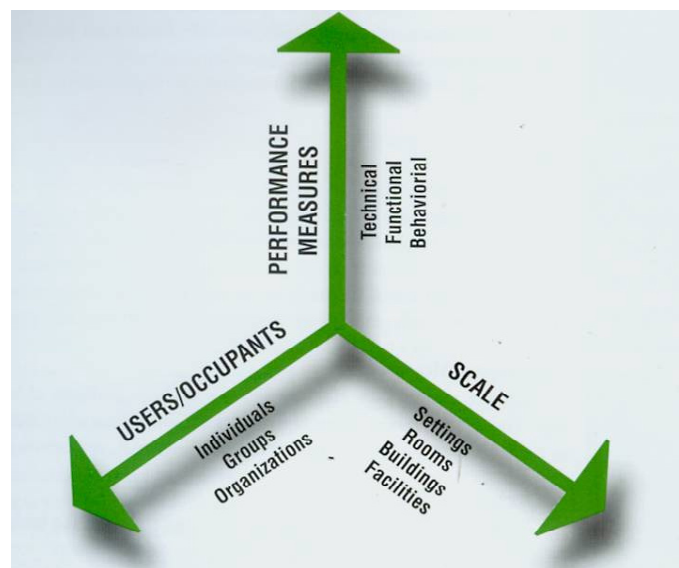 PERFORMANCE
MEASURES
Technical
Functional
Behaviorial
USERS/OCCUPANTS
Individuals
Groups
Organizations
SCALE
Settings
Rooms
Buildings
Facilities